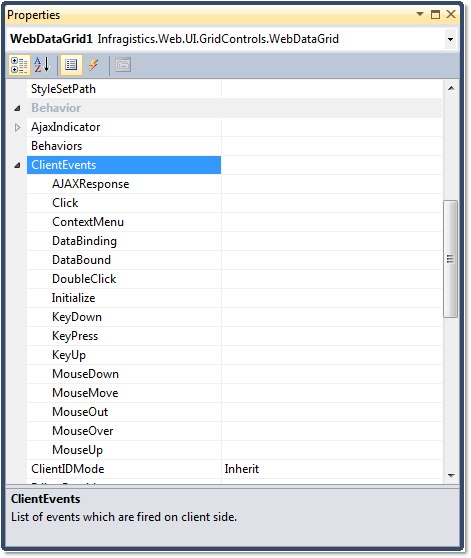 Properties
WebDataGrid1 Infragistics.Web.UI.GridControls.WebDataGrid
StyleSetPath
Behavior
AjaxIndicator
Behaviors
ClientEvents
AJAXResponse
Click
ContextMenu
DataBinding
DataBound
DoubleClick
Initialize
KeyDown
KeyPress
KeyUp
MouseDown
MouseMove
MouseOut
MouseOver
MouseUp
ClientIDMode Inherit
ClientEvents
List of events which are fired on client side.